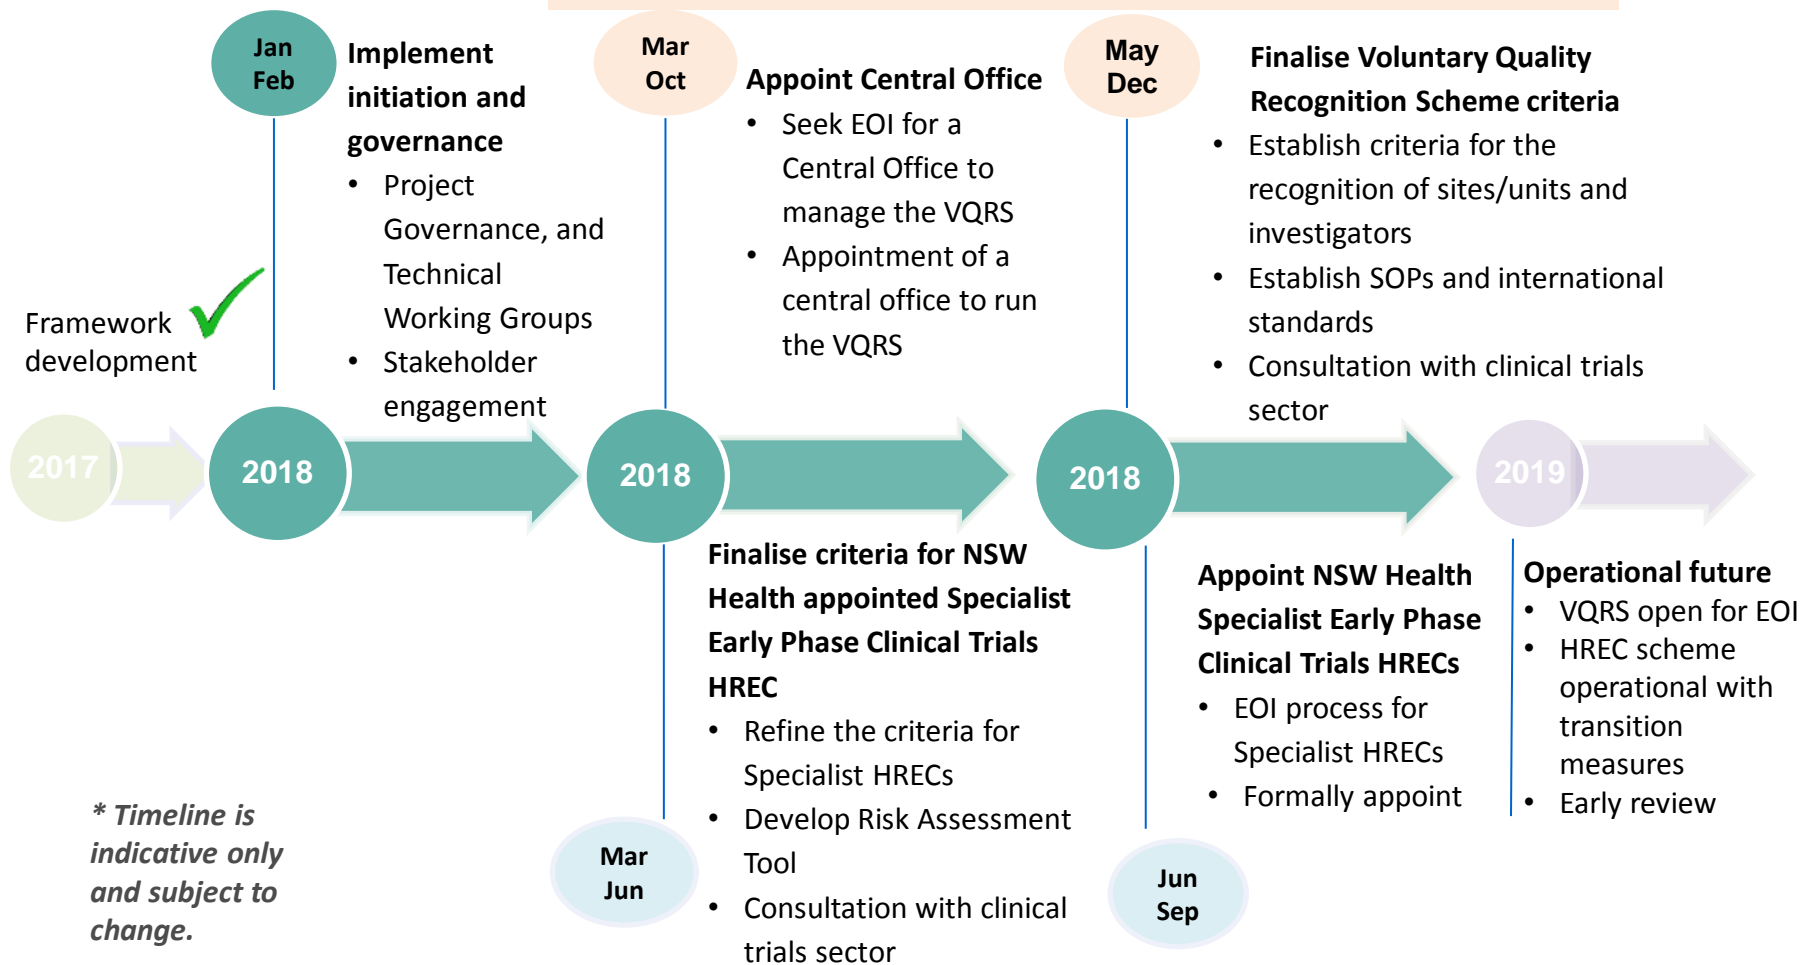 Jan
Feb
Implement
initiation and
governance
• Project
Governance, and
Technical
Working Groups
• Stakeholder
engagement
Mar
Oct
Appoint Central Office
• Seek EOI for a
Central Office to
manage the VQRS
• Appointment of a
central office to run
the VQRS
May
Dec
Finalise Voluntary Quality
Recognition Scheme criteria
• Establish criteria for the
recognition of sites/units and
investigators
• Establish SOPs and international
standards
• Consultation with clinical trials
sector
Framework
development
2017
2018
2018
2018
2019
Finalise criteria for NSW
Health appointed Specialist
Early Phase Clinical Trials
HREC
• Refine the criteria for
Specialist HRECs
• Develop Risk Assessment
Tool
• Consultation with clinical
trials sector
Mar
Jun
Appoint NSW Health
Specialist Early Phase
Clinical Trials HRECs
• EOI process for
Specialist HRECs
• Formally appoint
Jun
Sep
Operational future
• VQRS open for EOI
• HREC scheme
operational with
transition
measures
• Early review
* Timeline is
indicative only
and subject to
change.